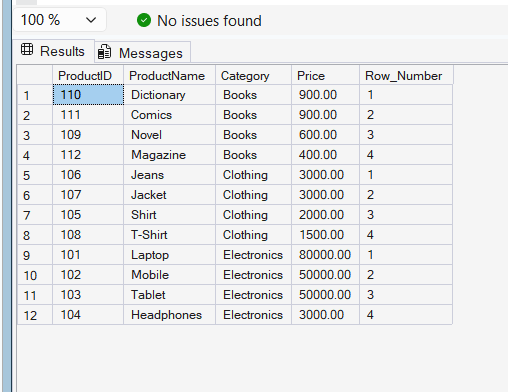 100 % No issues found
Results Messages
ProductID ProductName Category Price Row_Number
1 110 Dictionary Books 900.00 1
2 111 Comics Books 900.00 2
3 109 Novel Books 600.00 3
4 112 Magazine Books 400.00 4
5 106 Jeans Clothing 3000.00 1
6 107 Jacket Clothing 3000.00 2
7 105 Shirt Clothing 2000.00 3
8 108 T-Shirt Clothing 1500.00 4
9 101 Laptop Electronics 80000.00 1
10 102 Mobile Electronics 50000.00 2
11 103 Tablet Electronics 50000.00 3
12 104 Headphones Electronics 3000.00 4